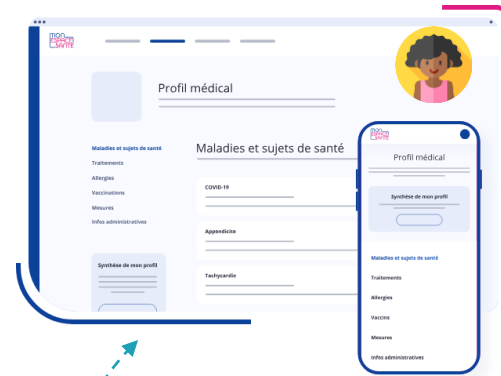 mon
ESPACE
SANTÉ
Profil médical
Maladies et sujets de santé
Traitements
Allergies
Vaccinations
Mesures
Infos administratives
Synthèse de mon profil
Maladies et sujets de santé
COVID-19
Appendicite
Tachycardie
mon
ESPACE
SANTÉ
Profil médical
Synthèse de mon profil
Maladies et sujets de santé
Traitements
Allergies
Vaccins
Mesures
Infos administratives